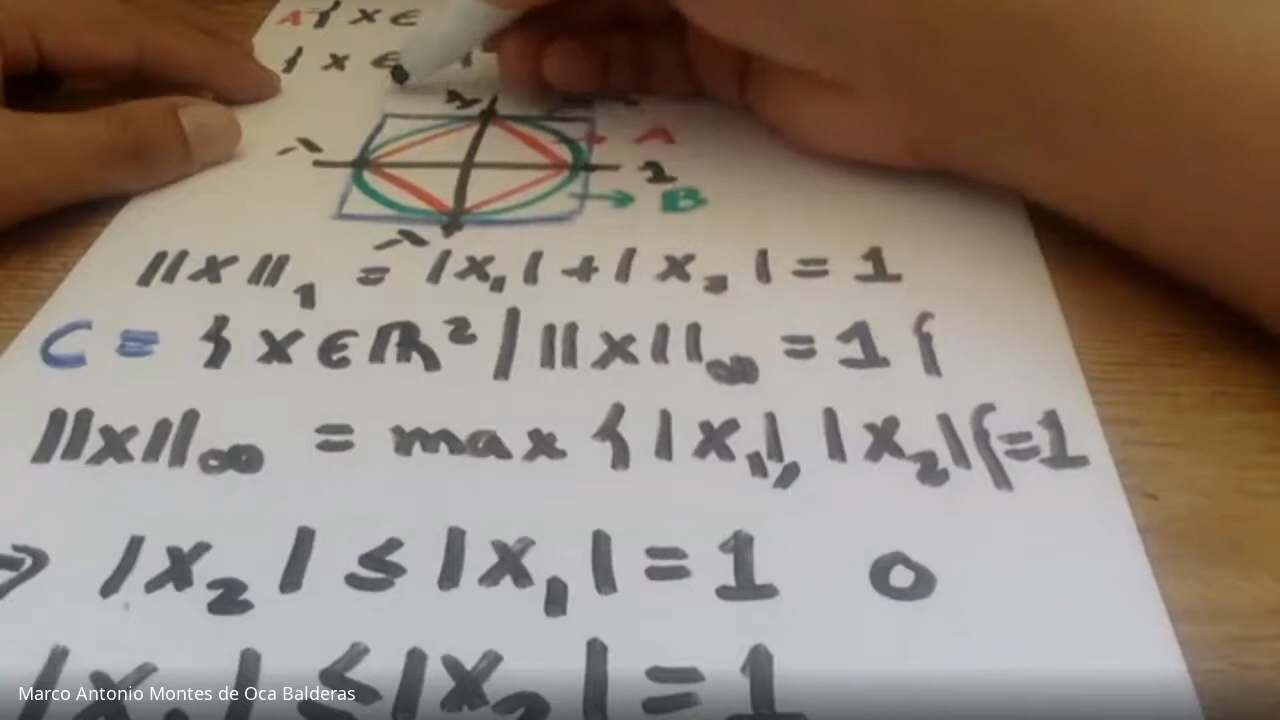 A { x ∈
{ x ∈
1
-1 1
A
B
-1
||x||₁ = |x₁| + |x₂| = 1
C = { x ∈ ℝ² | ||x||∞ = 1 }
||x||∞ = max { |x₁|, |x₂| } = 1
⇒ |x₂| ≤ |x₁| = 1 o
|x₁| ≤ |x₂| = 1
Marco Antonio Montes de Oca Balderas